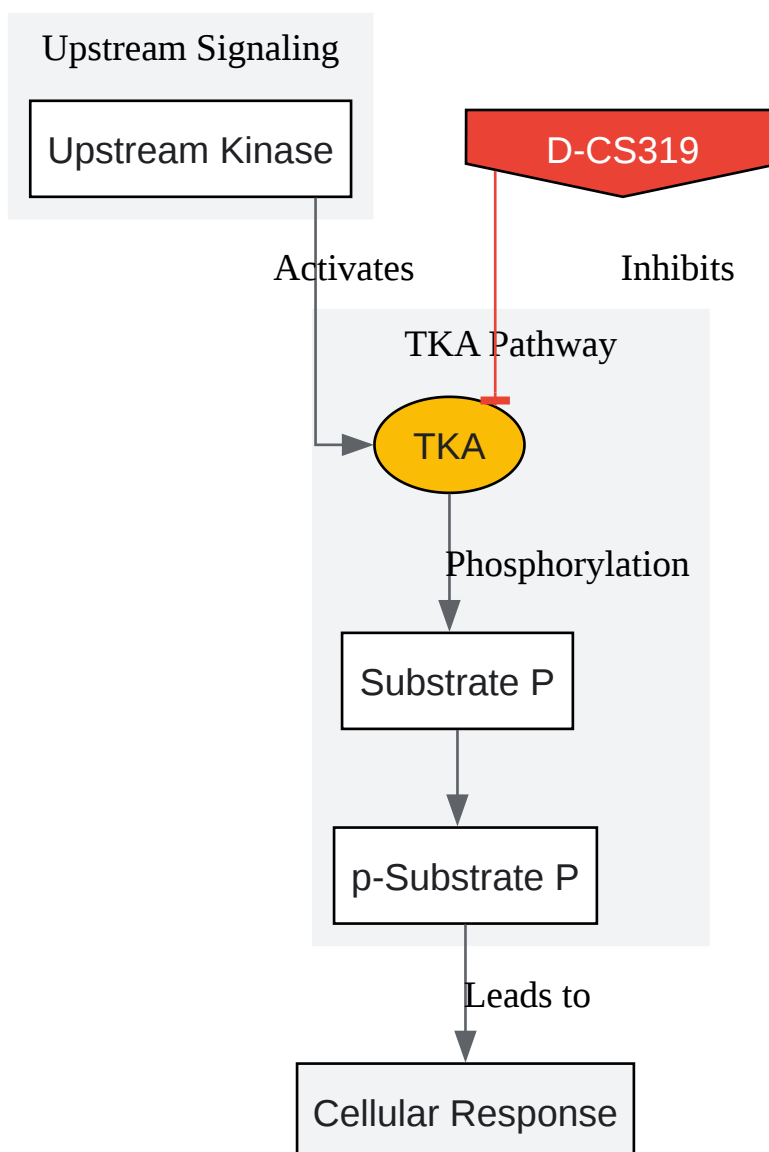 Upstream Signaling
Upstream Kinase
D-CS319
Activates
Inhibits
TKA Pathway
TKA
Phosphorylation
Substrate P
p-Substrate P
Leads to
Cellular Response